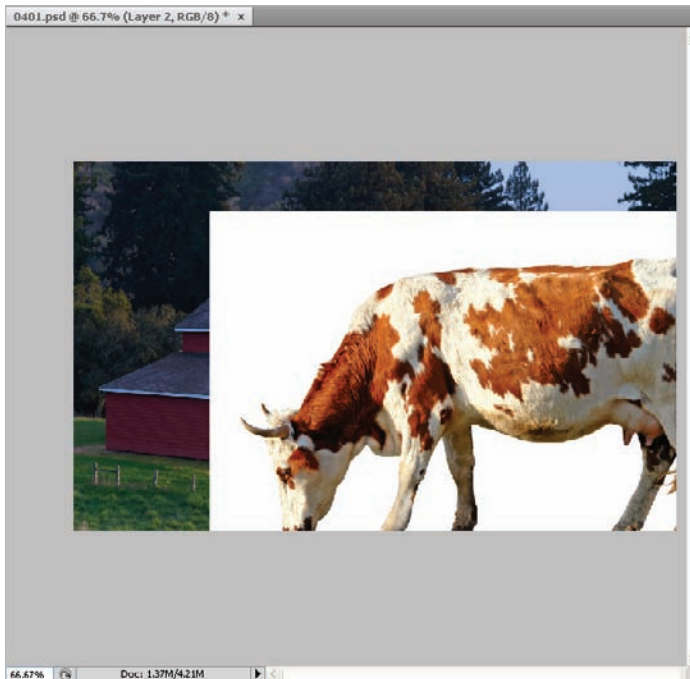 0401.psd @ 66.7% (Layer 2, RGB/8) * x
66.67% Doc: 1.37M/4.21M